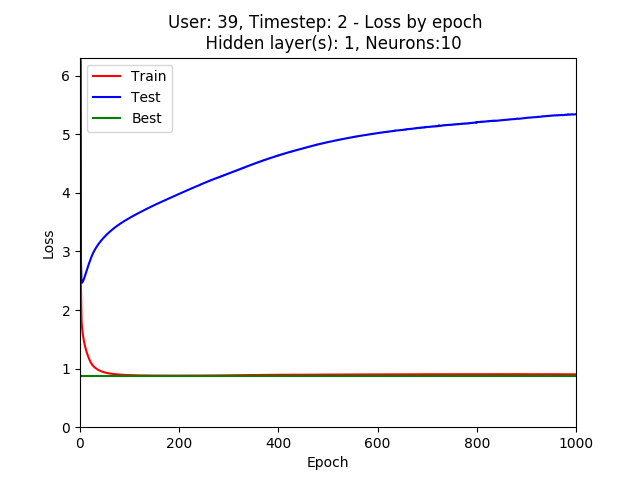 User: 39, Timestep: 2 - Loss by epoch
Hidden layer(s): 1, Neurons:10
Train
Test
Best
6
5
4
3
2
1
0
Loss
0 200 400 600 800 1000
Epoch